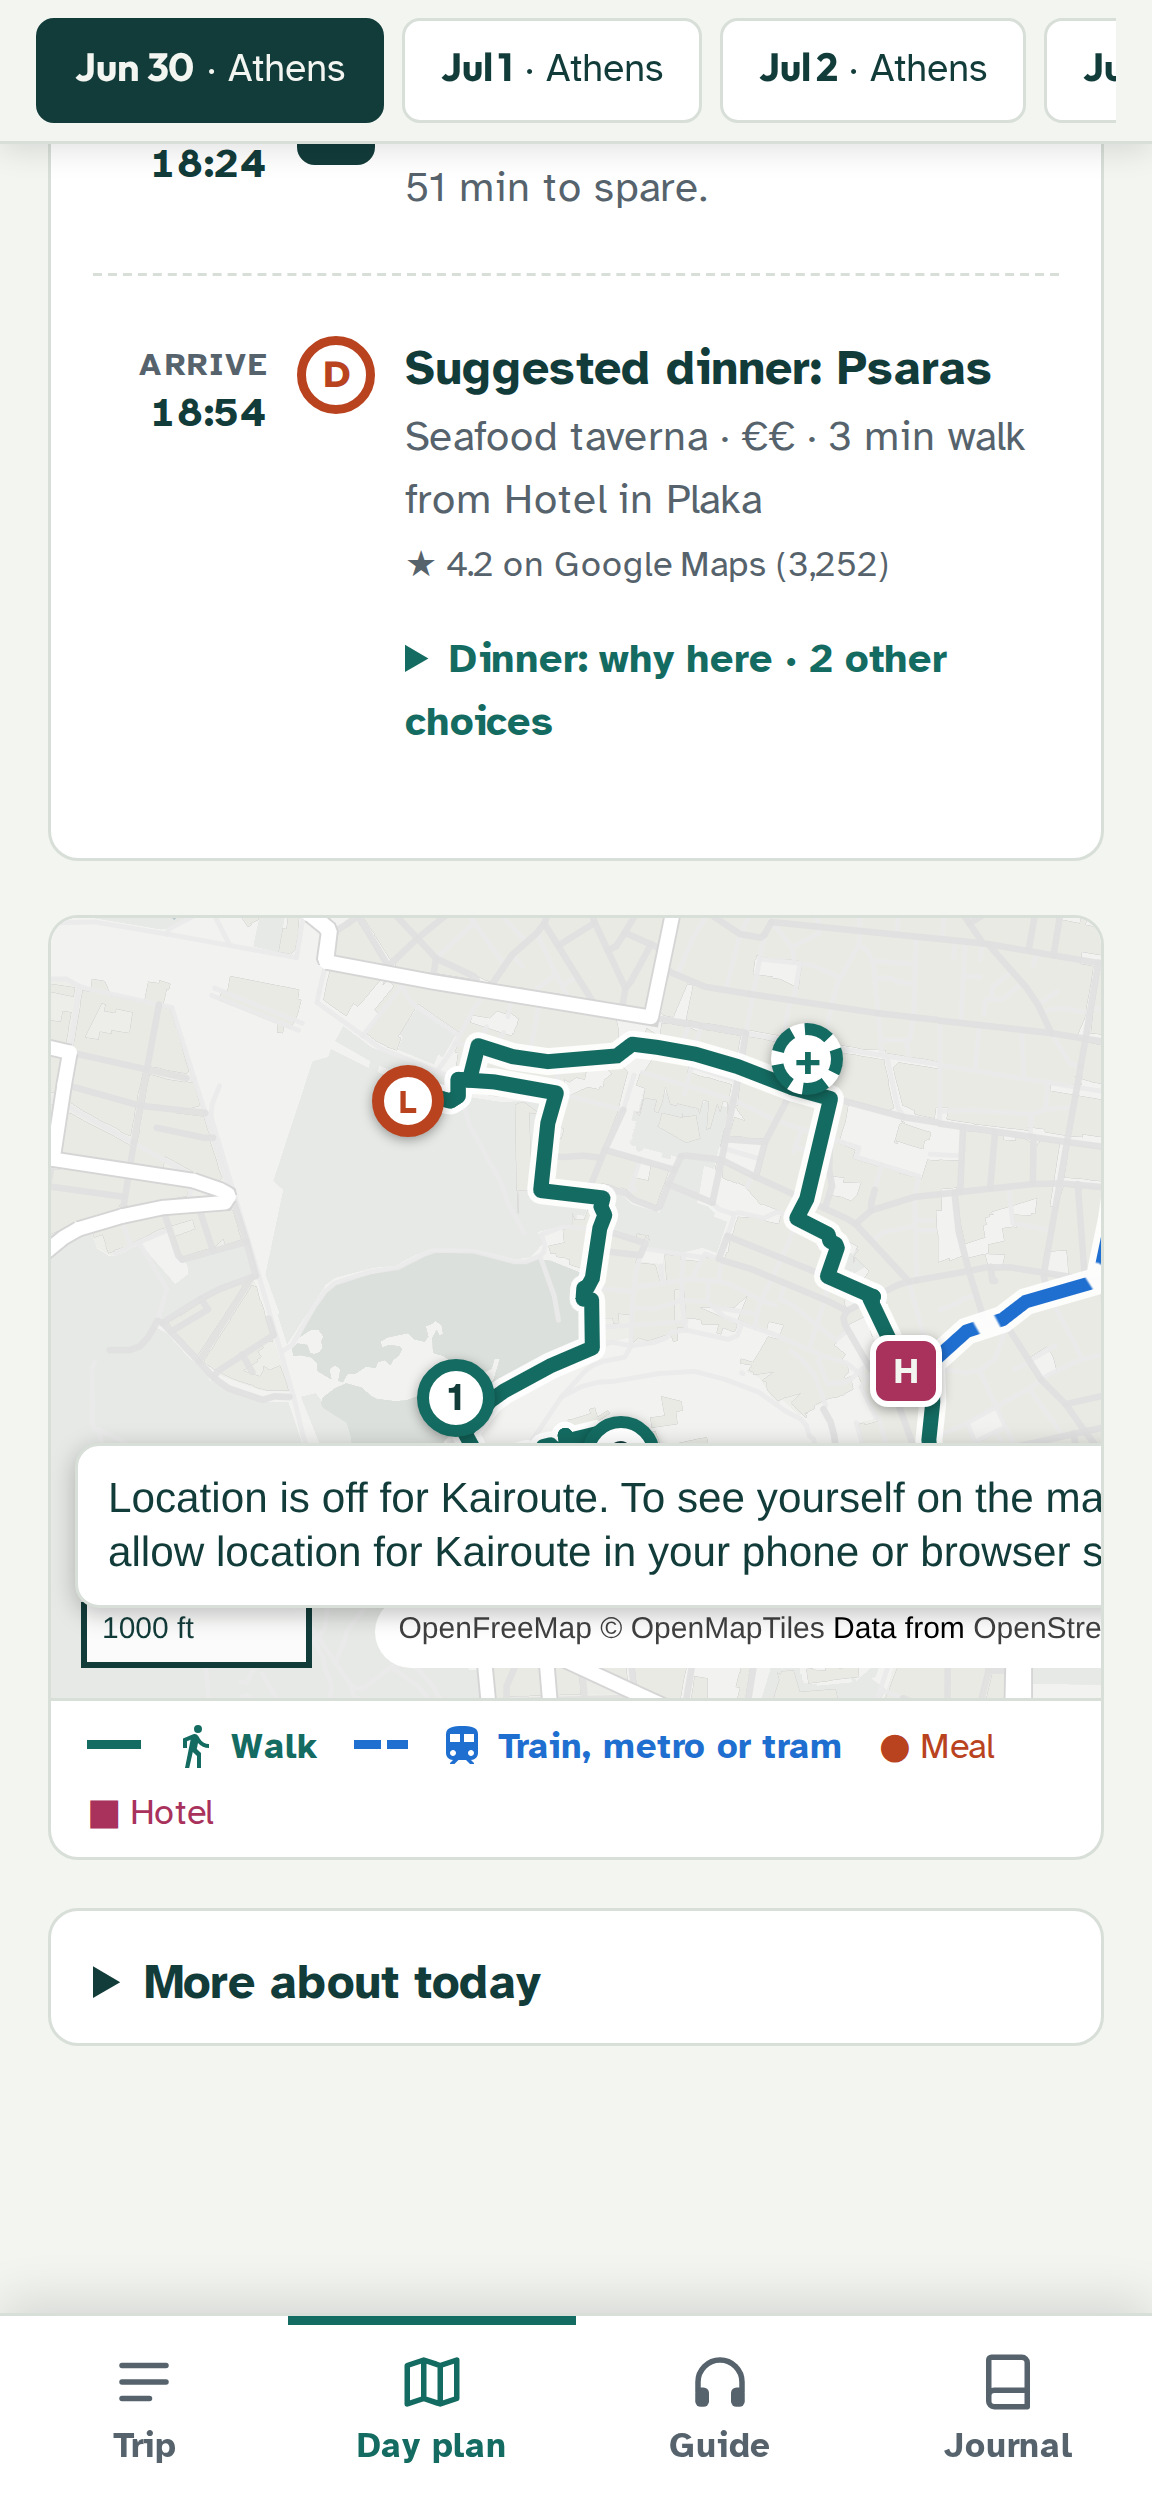 Jun 30 · Athens
Jul 1 · Athens
Jul 2 · Athens
Ju
18:24
51 min to spare.
ARRIVE
18:54
D
Suggested dinner: Psaras
Seafood taverna · €€ · 3 min walk
from Hotel in Plaka
★ 4.2 on Google Maps (3,252)
▶ Dinner: why here · 2 other
choices
+
L
H
1
Location is off for Kairoute. To see yourself on the ma
allow location for Kairoute in your phone or browser s
1000 ft
OpenFreeMap © OpenMapTiles Data from OpenStre
Walk
Train, metro or tram
Meal
Hotel
▶ More about today
Trip
Day plan
Guide
Journal